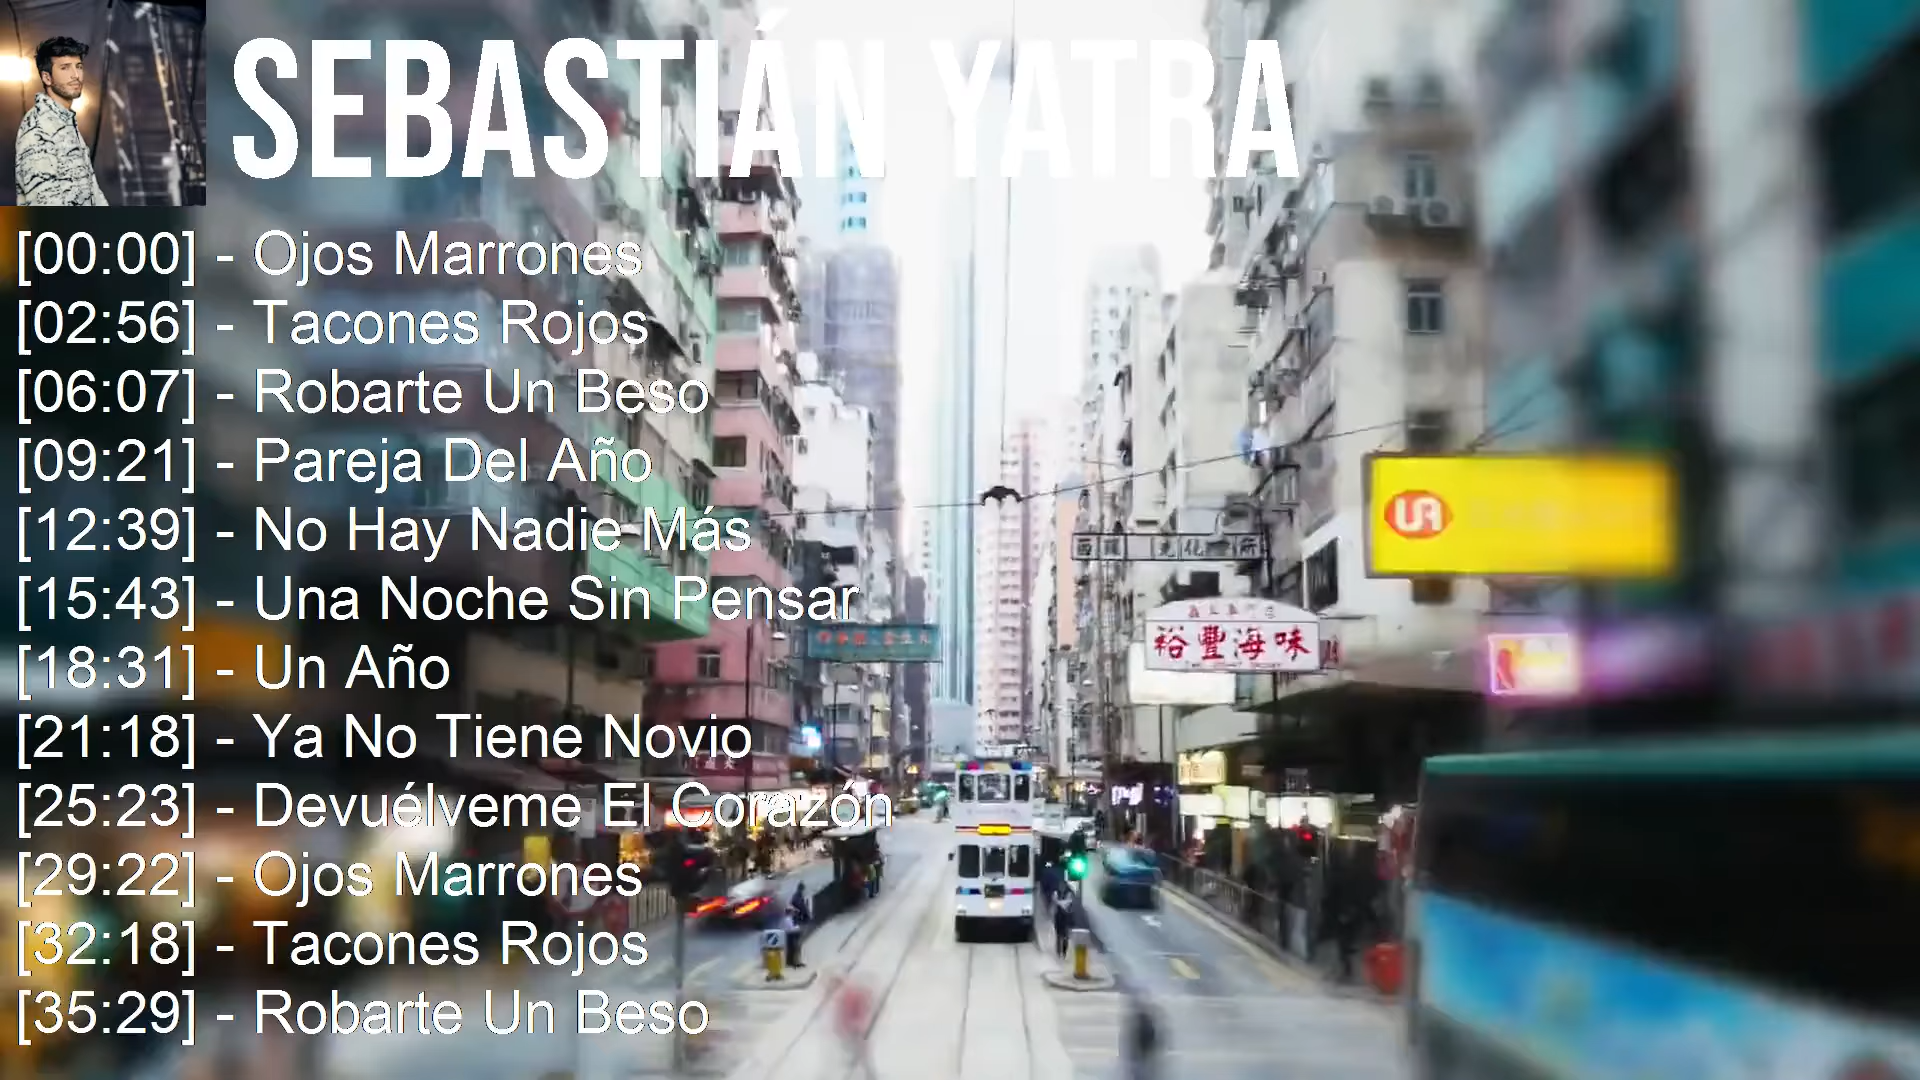 SEBASTIÁN YATRA
[00:00] - Ojos Marrones
[02:56] - Tacones Rojos
[06:07] - Robarte Un Beso
[09:21] - Pareja Del Año
[12:39] - No Hay Nadie Más
[15:43] - Una Noche Sin Pensar
[18:31] - Un Año
[21:18] - Ya No Tiene Novio
[25:23] - Devuélveme El Corazón
[29:22] - Ojos Marrones
[32:18] - Tacones Rojos
[35:29] - Robarte Un Beso
UA
裕豐海味